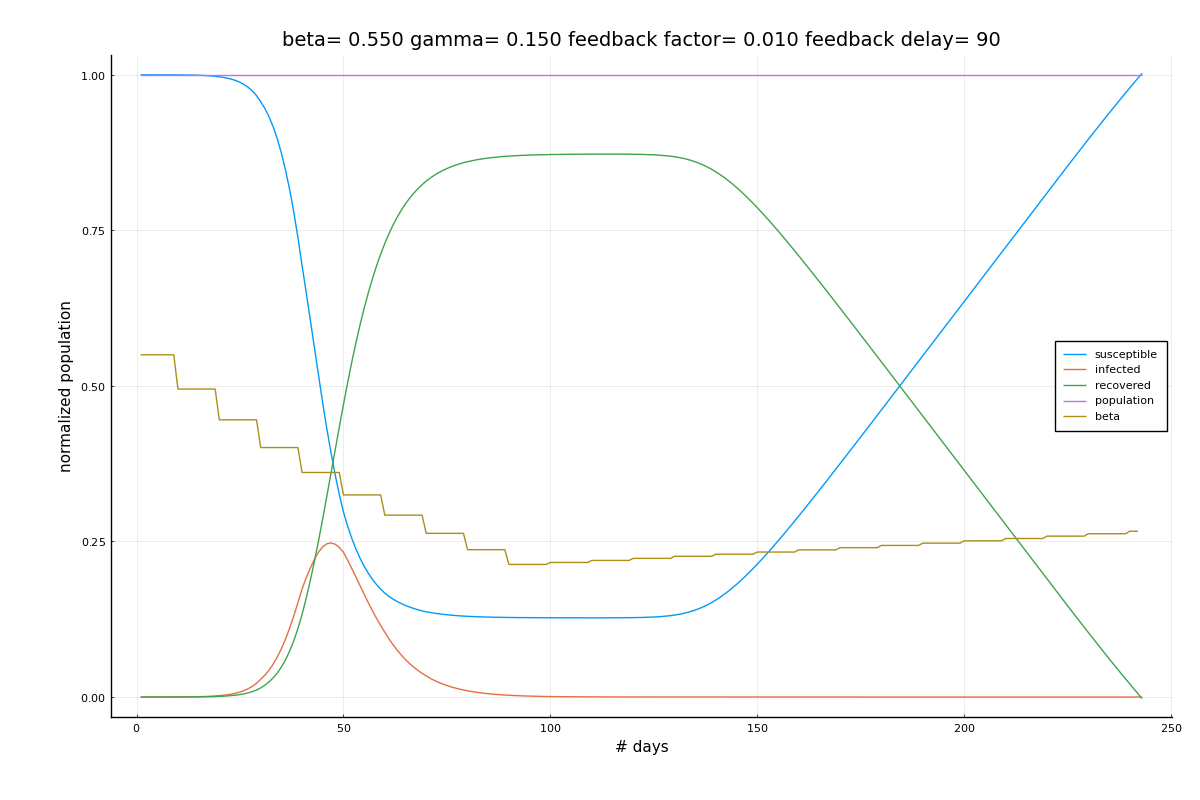 beta= 0.550 gamma= 0.150 feedback factor= 0.010 feedback delay= 90
normalized population
1.00
0.75
0.50
0.25
0.00
susceptible
infected
recovered
population
beta
0
50
100
150
200
250
# days